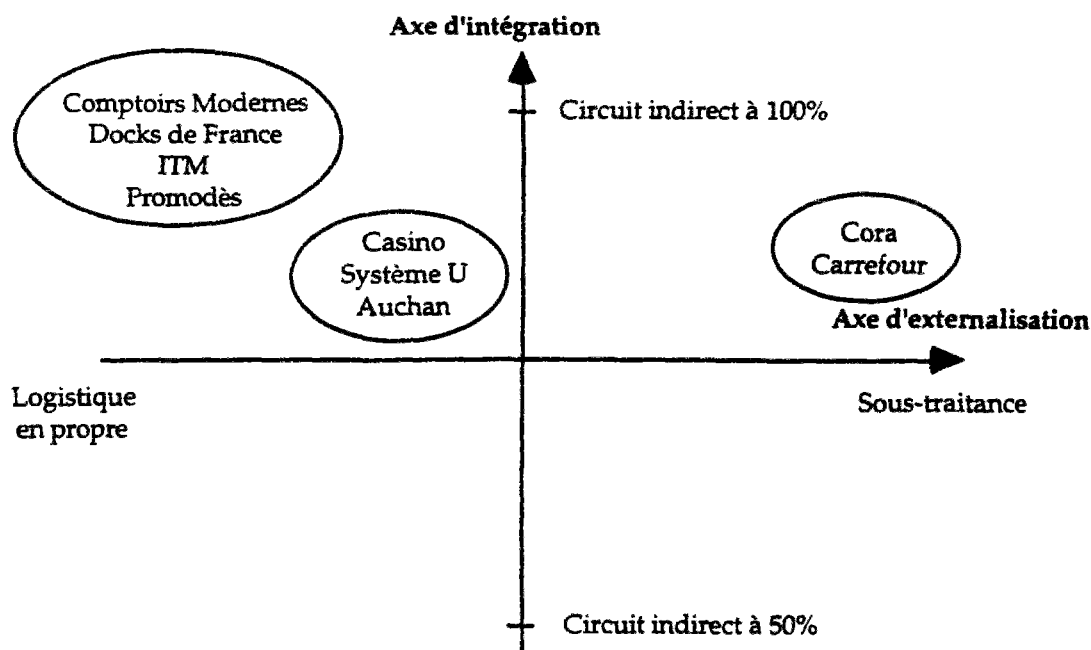 Axe d'intégration
Circuit indirect à 100%
Comptoirs Modernes
Docks de France
ITM
Promodès
Casino
Système U
Auchan
Cora
Carrefour
Axe d'externalisation
Logistique
en propre
Sous-traitance
Circuit indirect à 50%